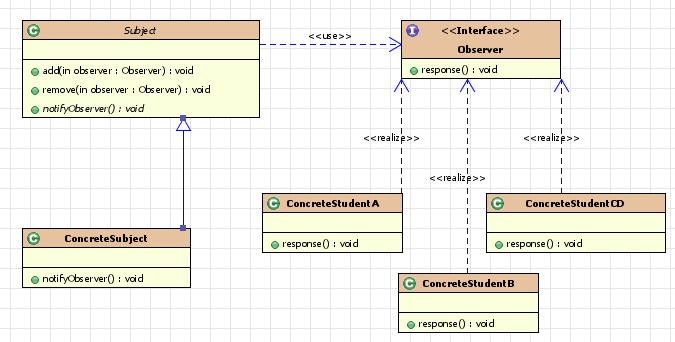 Subject
add(in observer : Observer) : void
remove(in observer : Observer) : void
notifyObserver() : void
<<use>>
I
<<Interface>>
Observer
response() : void
<<realize>>
<<realize>>
<<realize>>
C
ConcreteSubject
notifyObserver() : void
C
ConcreteStudentA
response() : void
C
ConcreteStudentB
response() : void
C
ConcreteStudentCD
response() : void
C